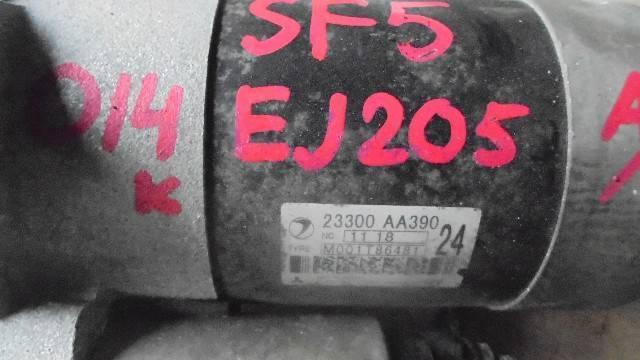 SF5
014
EJ205
A
K
23300 AA390
NO 11 18
24
TYPE M001T86481